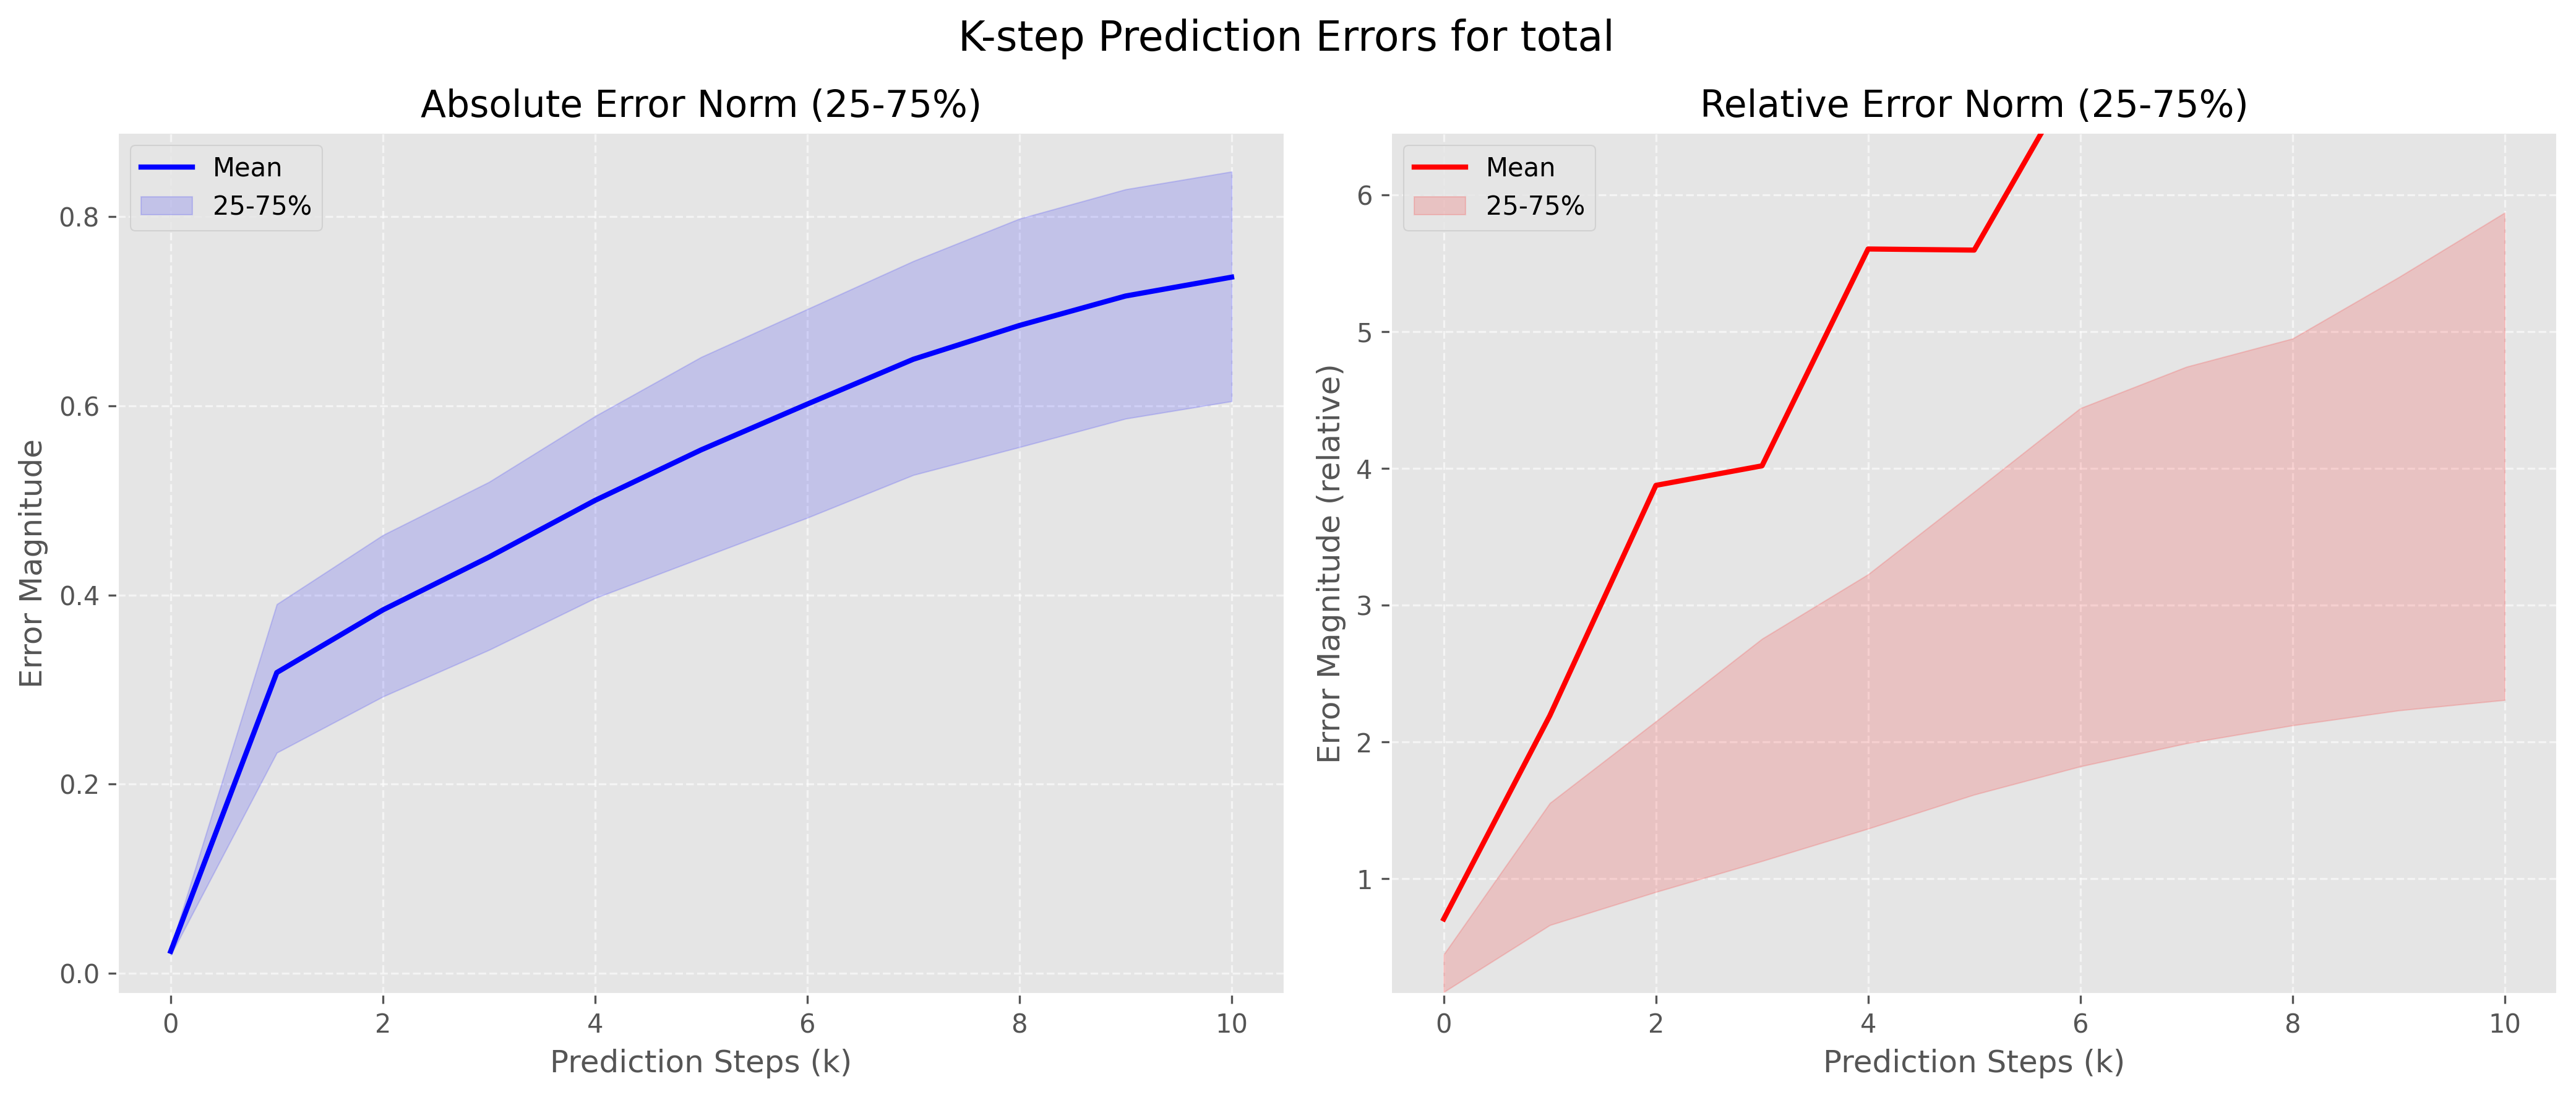 K-step Prediction Errors for total
Absolute Error Norm (25-75%)
Mean
25-75%
Error Magnitude
0.8
0.6
0.4
0.2
0.0
0 2 4 6 8 10
Prediction Steps (k)
Relative Error Norm (25-75%)
Mean
25-75%
Error Magnitude (relative)
6
5
4
3
2
1
0 2 4 6 8 10
Prediction Steps (k)